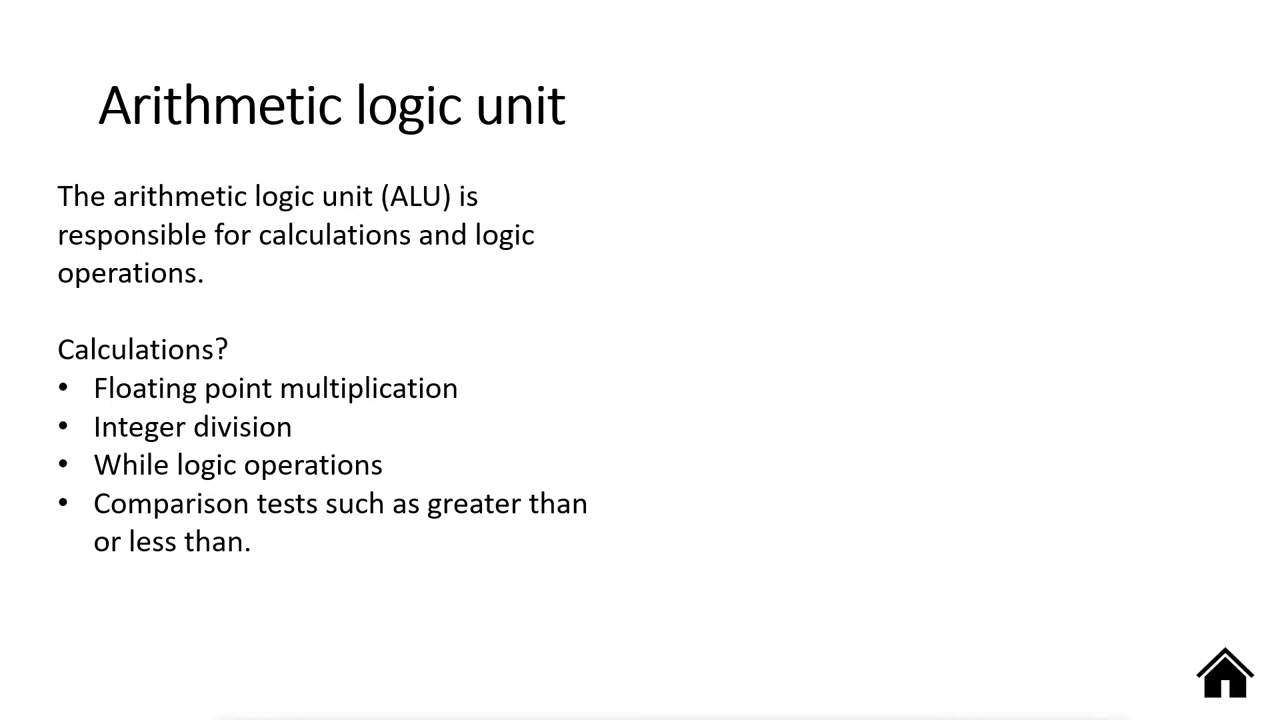 Arithmetic logic unit
The arithmetic logic unit (ALU) is
responsible for calculations and logic
operations.
Calculations?
• Floating point multiplication
• Integer division
• While logic operations
• Comparison tests such as greater than
or less than.